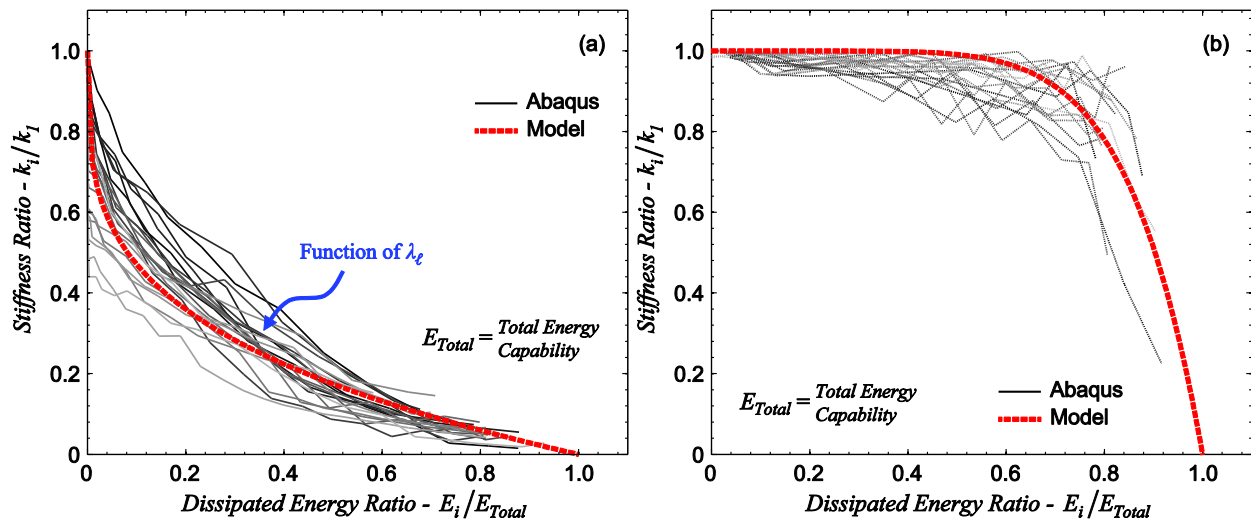 (a)
1.0
0.8
0.6
0.4
0.2
0
Stiffness Ratio - k_i/k_1
Abaqus
Model
Function of λ_ℓ
E_Total = Total Energy
Capability
0 0.2 0.4 0.6 0.8 1.0
Dissipated Energy Ratio - E_i/E_Total
(b)
1.0
0.8
0.6
0.4
0.2
0
Stiffness Ratio - k_i/k_1
E_Total = Total Energy
Capability
Abaqus
Model
0 0.2 0.4 0.6 0.8 1.0
Dissipated Energy Ratio - E_i/E_Total